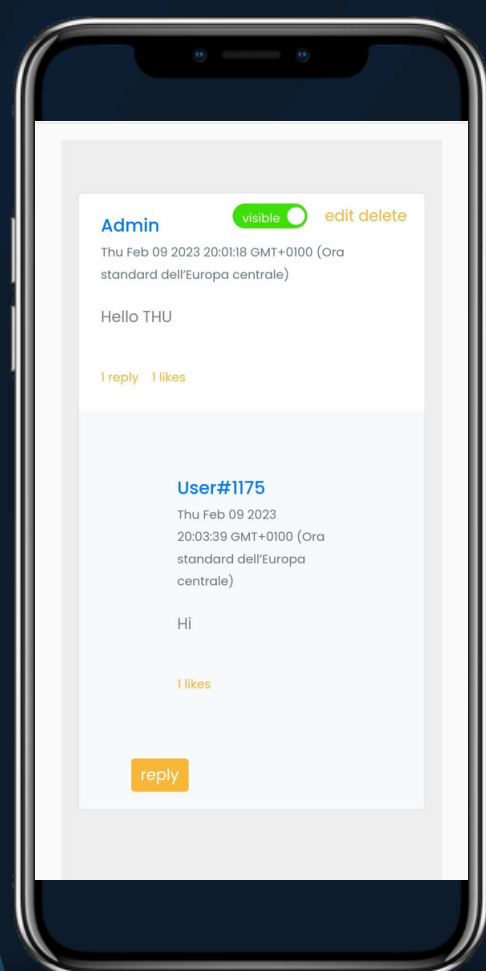 Admin
visible
edit delete
Thu Feb 09 2023 20:01:18 GMT+0100 (Ora
standard dell'Europa centrale)
Hello THU
1 reply 1 likes
User#1175
Thu Feb 09 2023
20:03:39 GMT+0100 (Ora
standard dell'Europa
centrale)
Hi
1 likes
reply